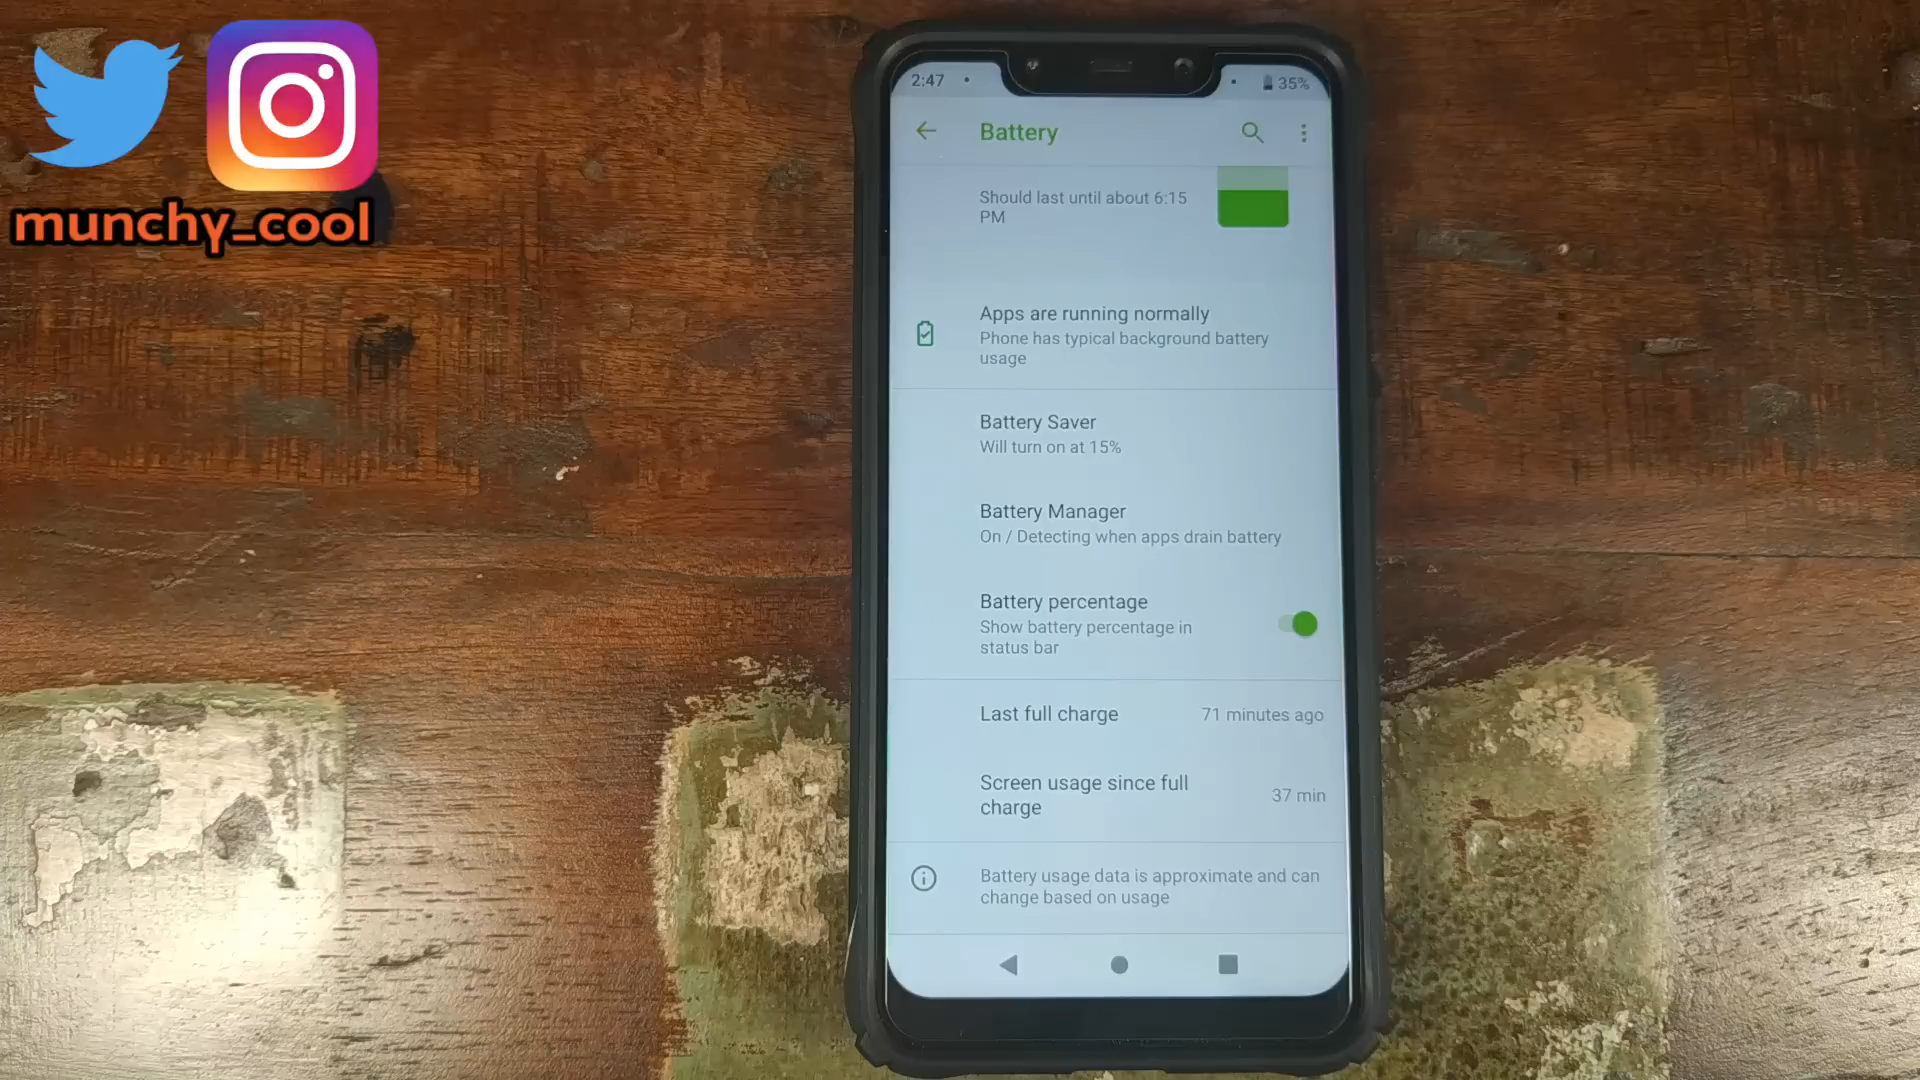 munchy_cool
2:47
35%
Battery
Should last until about 6:15
PM
Apps are running normally
Phone has typical background battery
usage
Battery Saver
Will turn on at 15%
Battery Manager
On / Detecting when apps drain battery
Battery percentage
Show battery percentage in
status bar
Last full charge
71 minutes ago
Screen usage since full
charge
37 min
Battery usage data is approximate and can
change based on usage